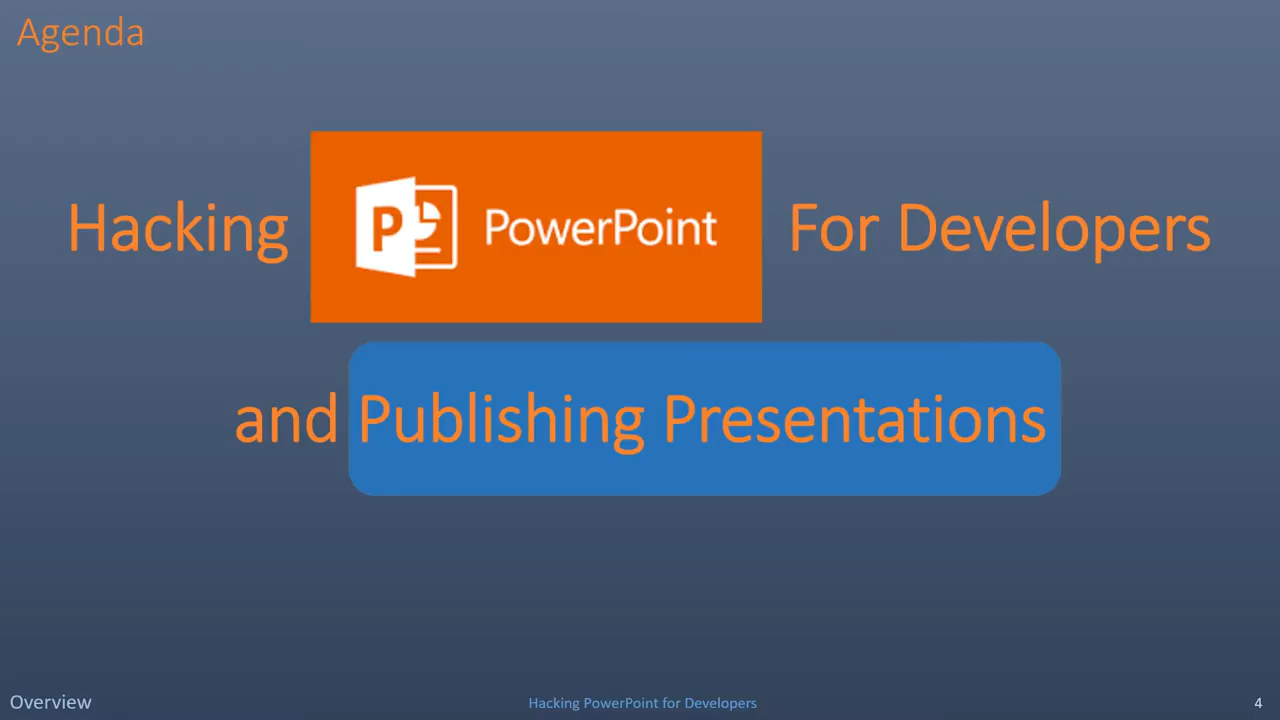 Agenda
Hacking P PowerPoint For Developers
and Publishing Presentations
Overview
Hacking PowerPoint for Developers
4